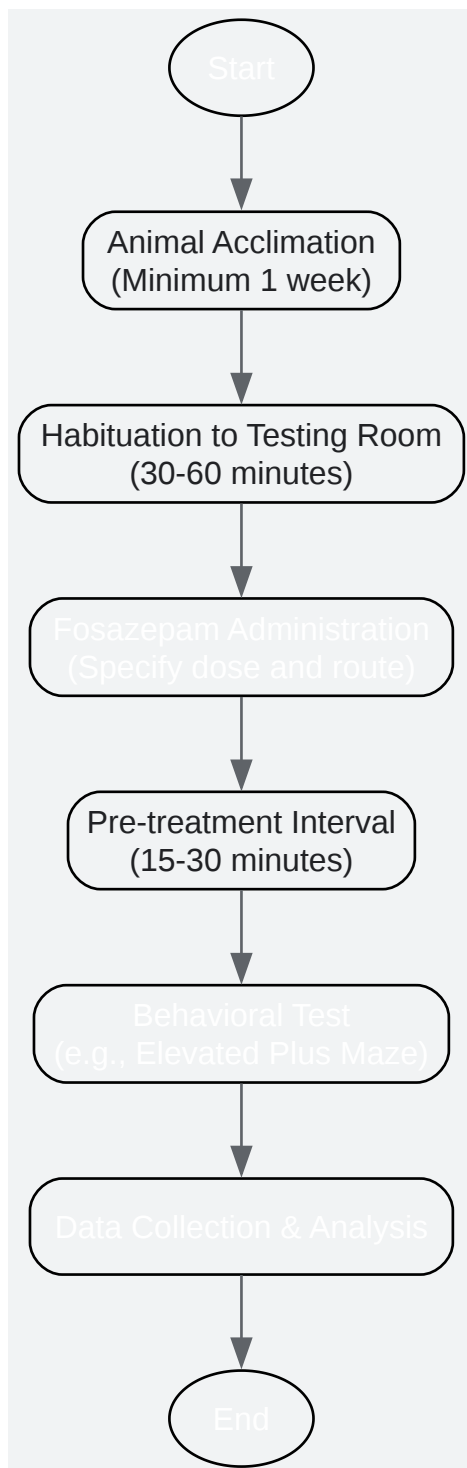 Start
Animal Acclimation
(Minimum 1 week)
Habituation to Testing Room
(30-60 minutes)
Fosazepam Administration
(Specify dose and route)
Pre-treatment Interval
(15-30 minutes)
Behavioral Test
(e.g., Elevated Plus Maze)
Data Collection & Analysis
End